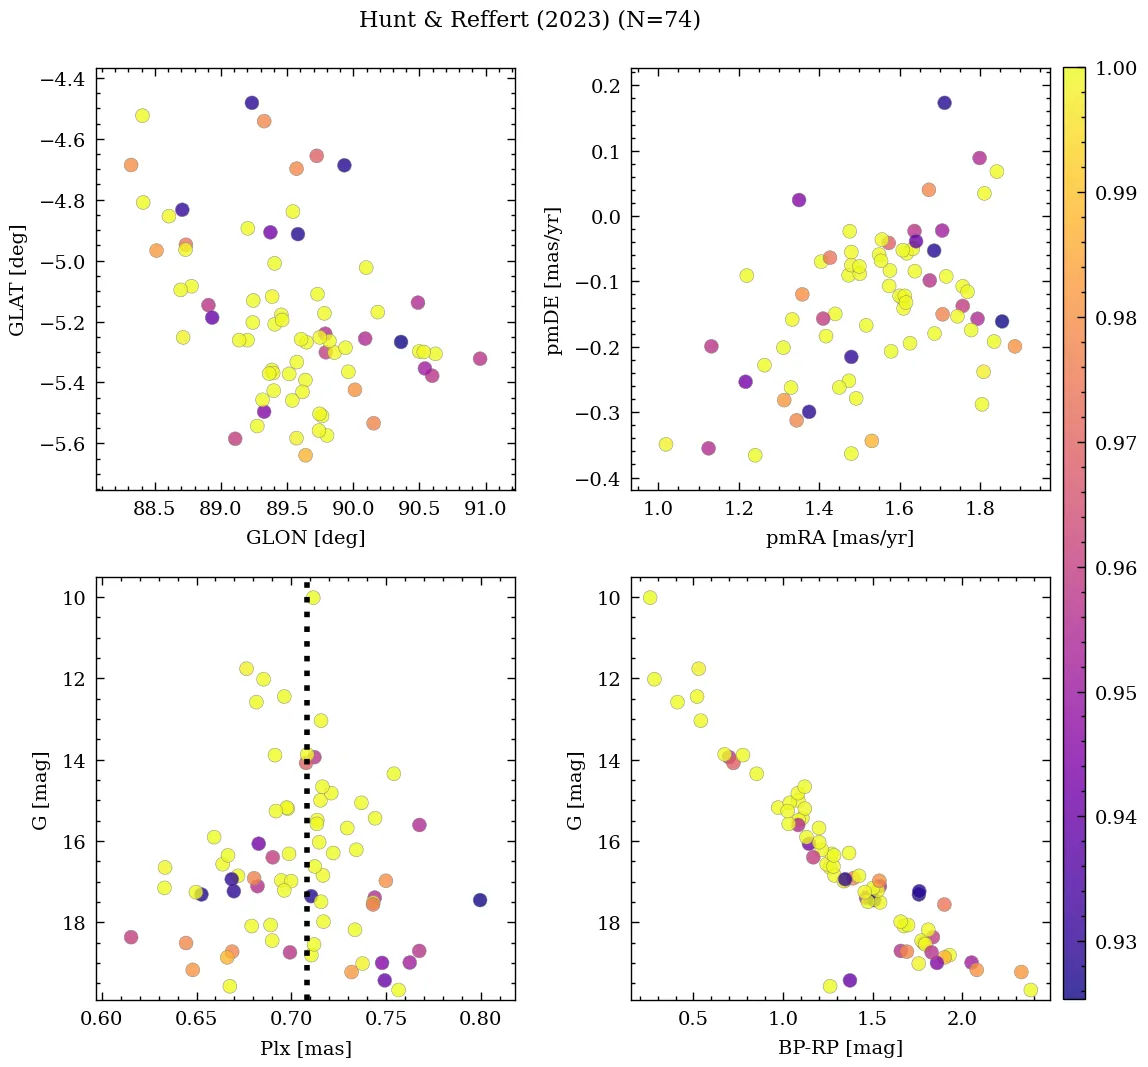 Hunt & Reffert (2023) (N=74)
−4.4
−4.6
−4.8
−5.0
−5.2
−5.4
−5.6
GLAT [deg]
88.5 89.0 89.5 90.0 90.5 91.0
GLON [deg]
0.2
0.1
0.0
−0.1
−0.2
−0.3
−0.4
pmDE [mas/yr]
1.0 1.2 1.4 1.6 1.8
pmRA [mas/yr]
10
12
14
16
18
G [mag]
0.60 0.65 0.70 0.75 0.80
Plx [mas]
10
12
14
16
18
G [mag]
0.5 1.0 1.5 2.0
BP-RP [mag]
1.00
0.99
0.98
0.97
0.96
0.95
0.94
0.93